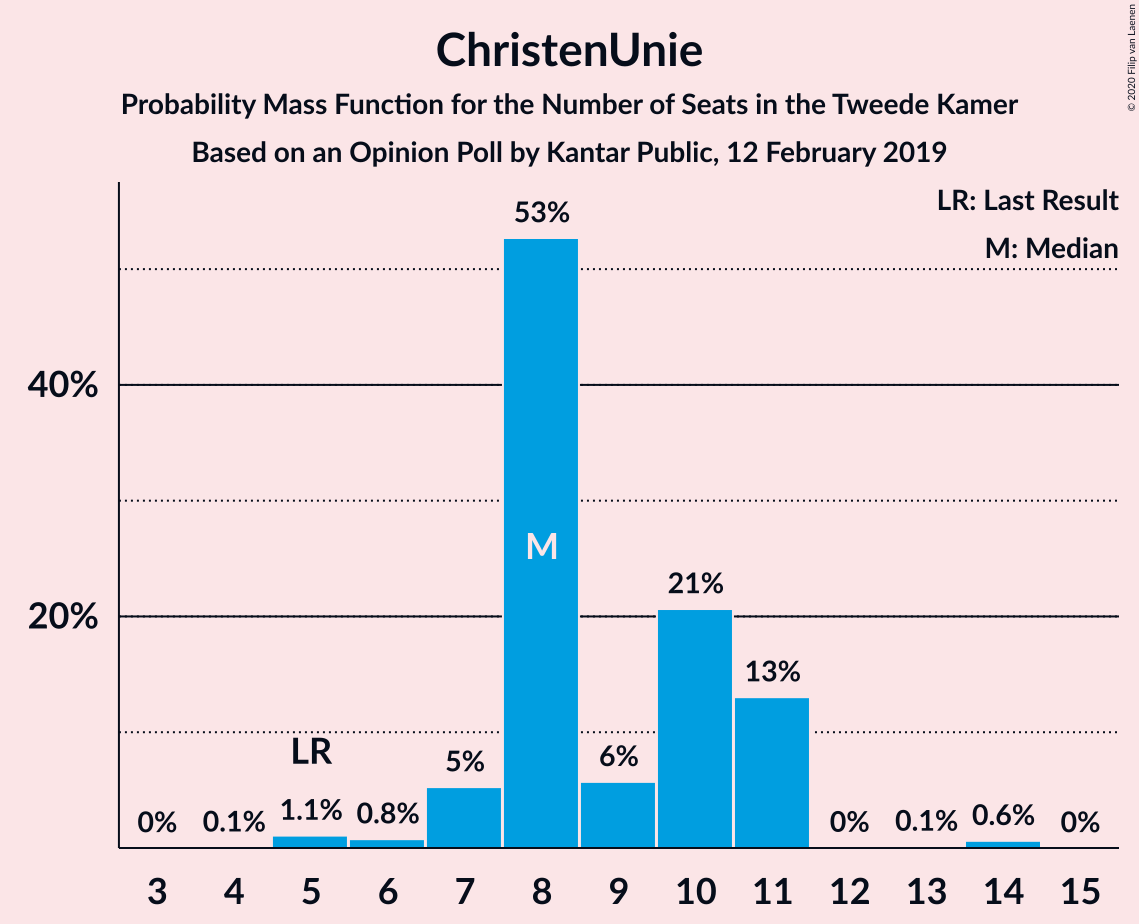 ChristenUnie
Probability Mass Function for the Number of Seats in the Tweede Kamer
Based on an Opinion Poll by Kantar Public, 12 February 2019
© 2020 Filip van Laenen
LR: Last Result
M: Median
53%
40%
M
21%
20%
13%
LR
5%
6%
0%
0.1%
1.1%
0.8%
0%
0.1%
0.6%
0%
3 4 5 6 7 8 9 10 11 12 13 14 15